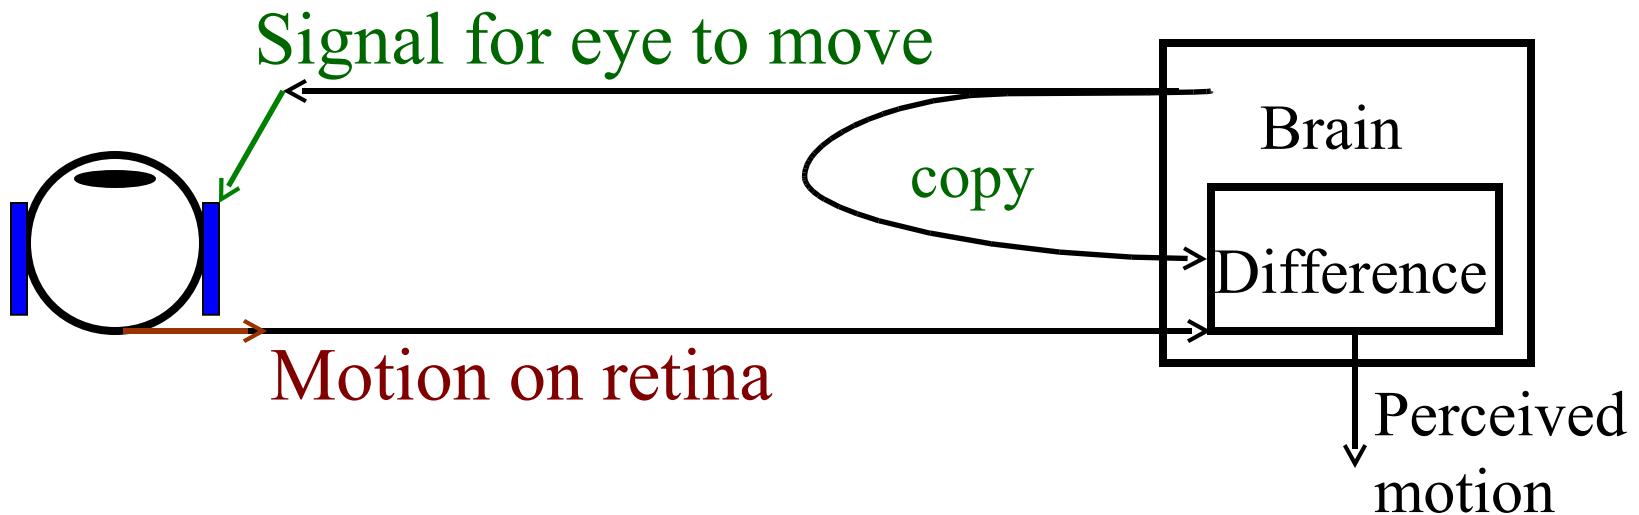 Signal for eye to move
Brain
copy
Difference
Motion on retina
Perceived
motion